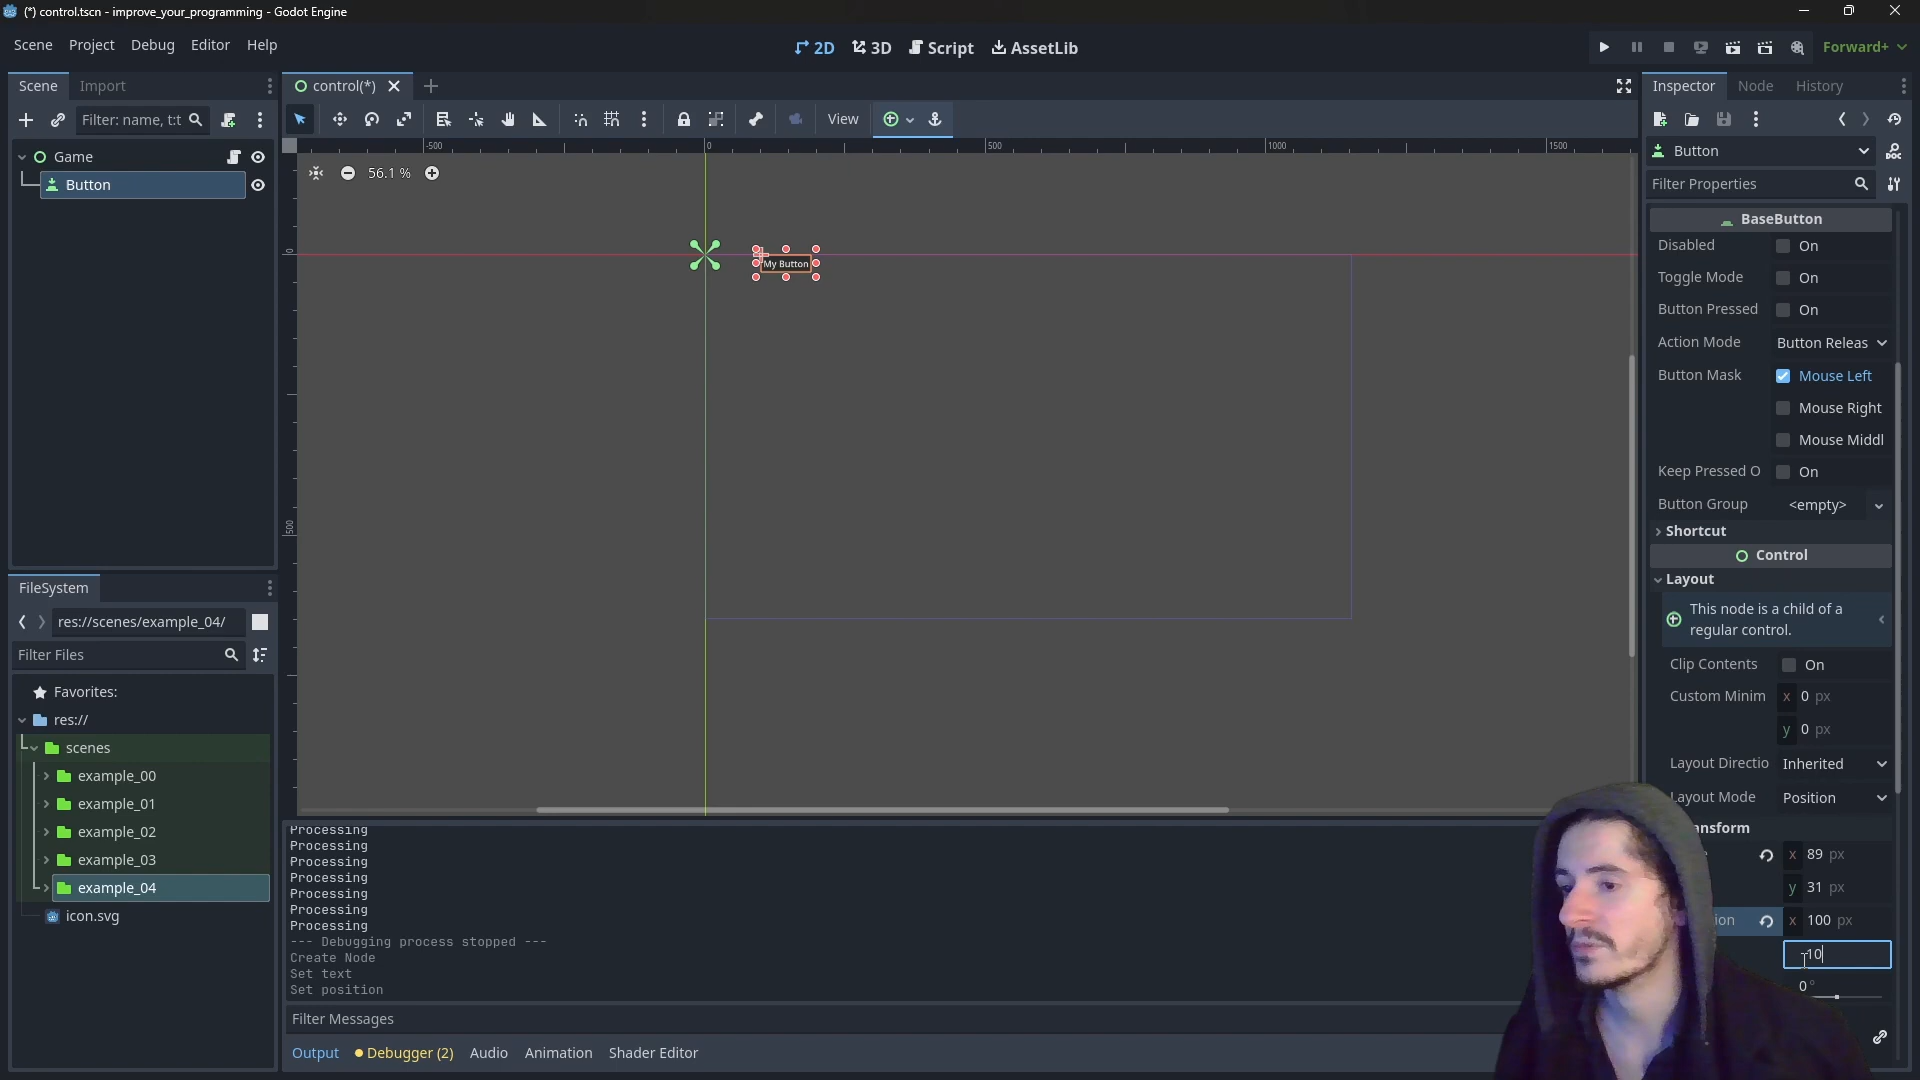 (*) control.tscn - improve_your_programming - Godot Engine
Scene Project Debug Editor Help
2D 3D Script AssetLib
Forward+
Scene Import
control(*)
Inspector Node History
Filter: name, t:t
View
-500 0 500 1000 1500
Game
Button
56.1 %
0
500
My Button
Button
Filter Properties
BaseButton
Disabled On
Toggle Mode On
Button Pressed On
Action Mode Button Releas
Button Mask Mouse Left
Mouse Right
Mouse Middl
Keep Pressed O On
Button Group <empty>
Shortcut
Control
Layout
This node is a child of a
regular control.
Clip Contents On
Custom Minim x 0 px
y 0 px
Layout Directio Inherited
Layout Mode Position
ansform
x 89 px
y 31 px
ion x 100 px
10
0°
FileSystem
res://scenes/example_04/
Filter Files
Favorites:
res://
scenes
example_00
example_01
example_02
example_03
example_04
icon.svg
Processing
Processing
Processing
Processing
Processing
Processing
Processing
--- Debugging process stopped ---
Create Node
Set text
Set position
Filter Messages
Output Debugger (2) Audio Animation Shader Editor